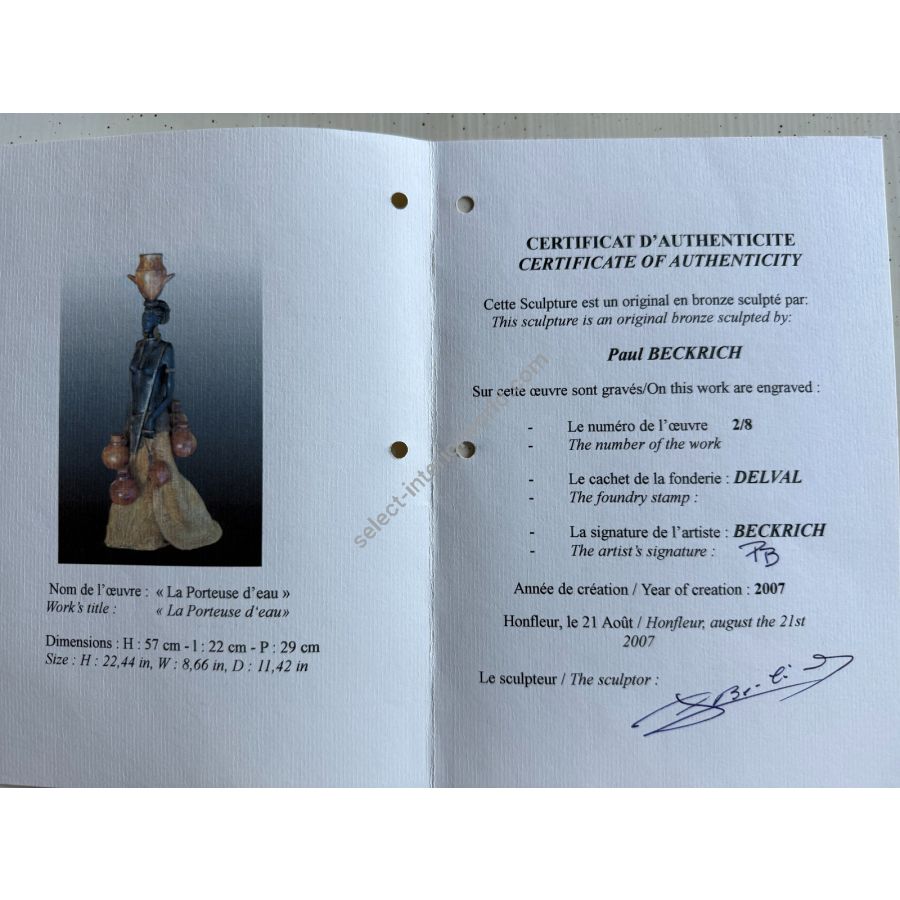 Nom de l'œuvre : « La Porteuse d'eau »
Work's title : « La Porteuse d'eau»
Dimensions : H : 57 cm - l : 22 cm - P : 29 cm
Size : H : 22,44 in, W : 8,66 in, D : 11,42 in
CERTIFICAT D'AUTHENTICITE
CERTIFICATE OF AUTHENTICITY
Cette Sculpture est un original en bronze sculpté par:
This sculpture is an original bronze sculpted by:
Paul BECKRICH
Sur cette œuvre sont gravés/On this work are engraved :
- Le numéro de l'œuvre 2/8
- The number of the work
- Le cachet de la fonderie : DELVAL
- The foundry stamp :
- La signature de l'artiste : BECKRICH
- The artist's signature : PB
Année de création / Year of creation : 2007
Honfleur, le 21 Août / Honfleur, august the 21st
2007
Le sculpteur / The sculptor :